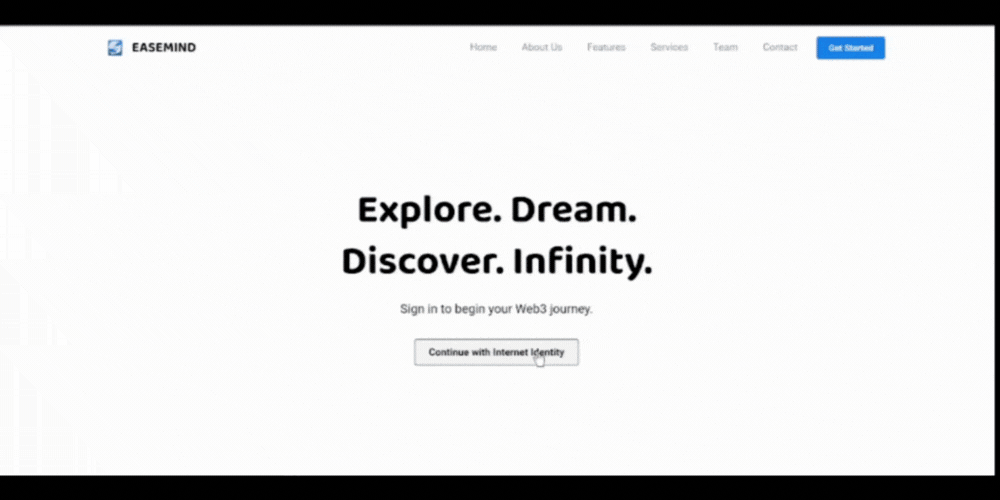 EASEMIND
Home About Us Features Services Team Contact Get Started
Explore. Dream.
Discover. Infinity.
Sign in to begin your Web3 journey.
Continue with Internet Identity